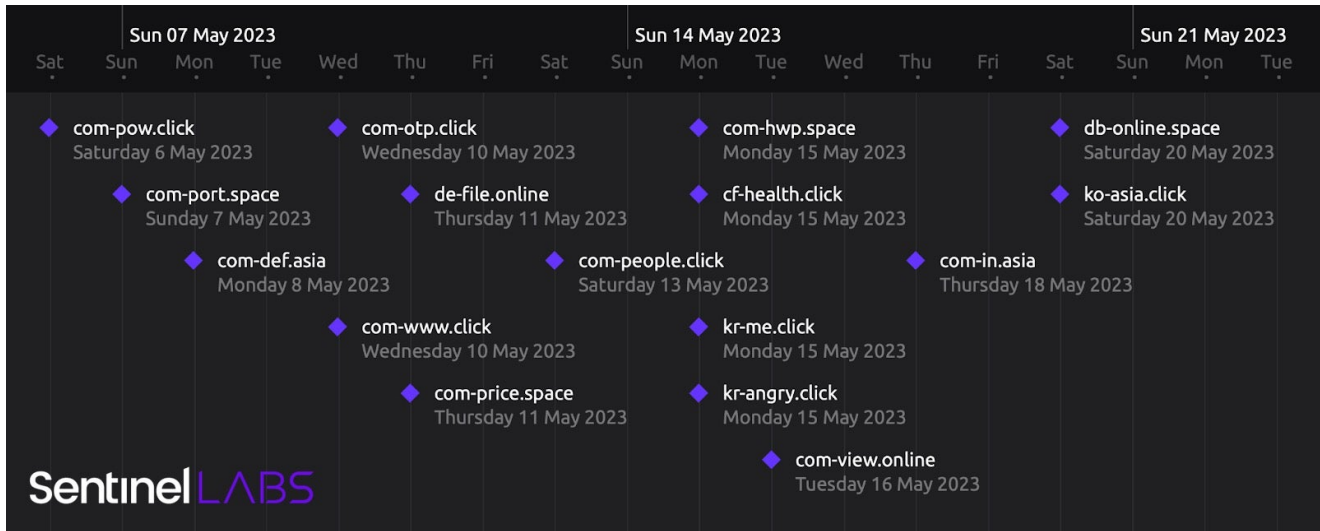 Sun 07 May 2023 Sun 14 May 2023 Sun 21 May 2023
Sat Sun Mon Tue Wed Thu Fri Sat Sun Mon Tue Wed Thu Fri Sat Sun Mon Tue
com-pow.click com-otp.click com-hwp.space db-online.space
Saturday 6 May 2023 Wednesday 10 May 2023 Monday 15 May 2023 Saturday 20 May 2023
com-port.space de-file.online cf-health.click ko-asia.click
Sunday 7 May 2023 Thursday 11 May 2023 Monday 15 May 2023 Saturday 20 May 2023
com-def.asia com-people.click com-in.asia
Monday 8 May 2023 Saturday 13 May 2023 Thursday 18 May 2023
com-www.click kr-me.click
Wednesday 10 May 2023 Monday 15 May 2023
com-price.space kr-angry.click
Thursday 11 May 2023 Monday 15 May 2023
com-view.online
Tuesday 16 May 2023
Sentinel LABS